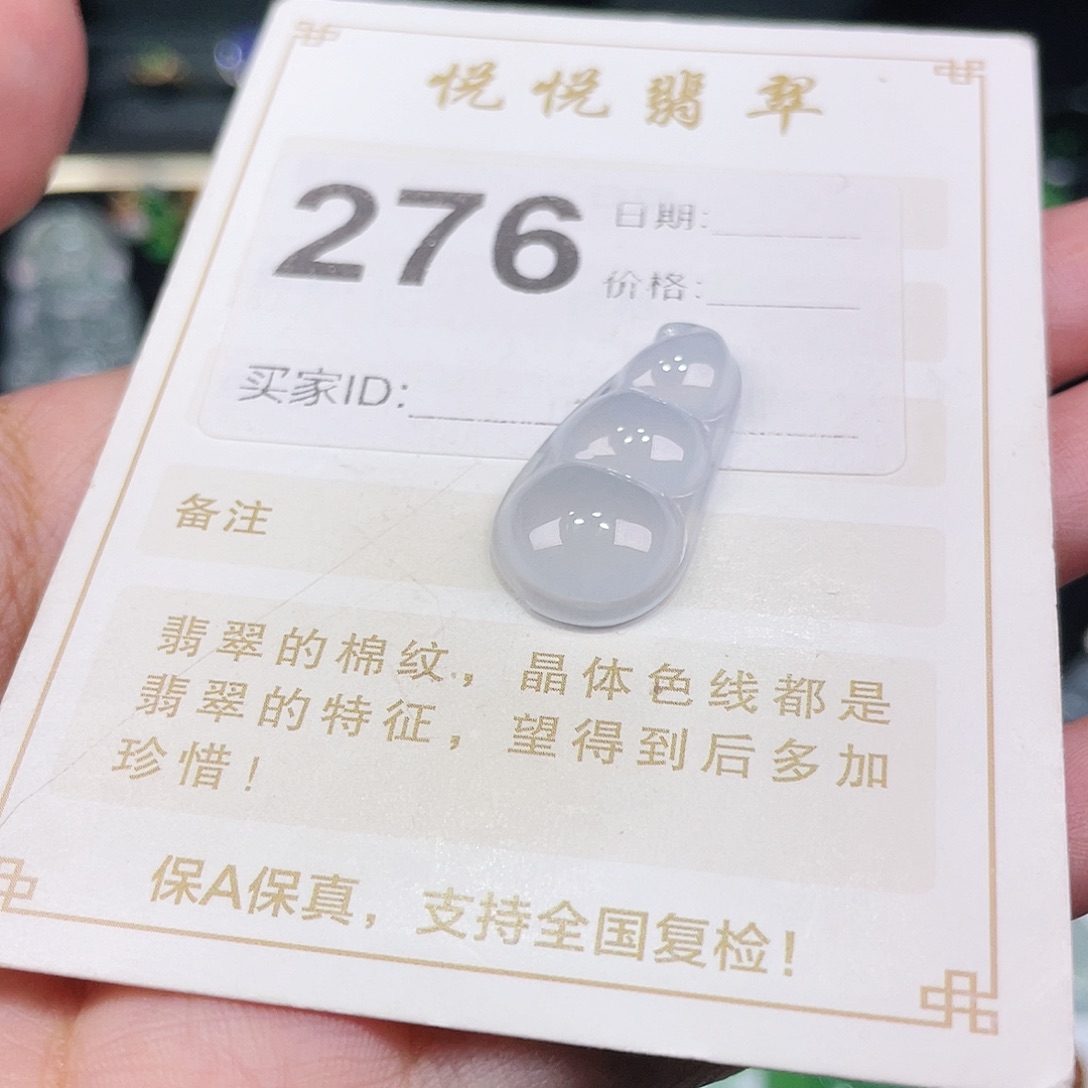 悦悦翡翠
276
日期:
价格:
买家ID:
备注
翡翠的棉纹，晶体色线都是
翡翠的特征，望得到后多加
珍惜！
保A保真，支持全国复检！